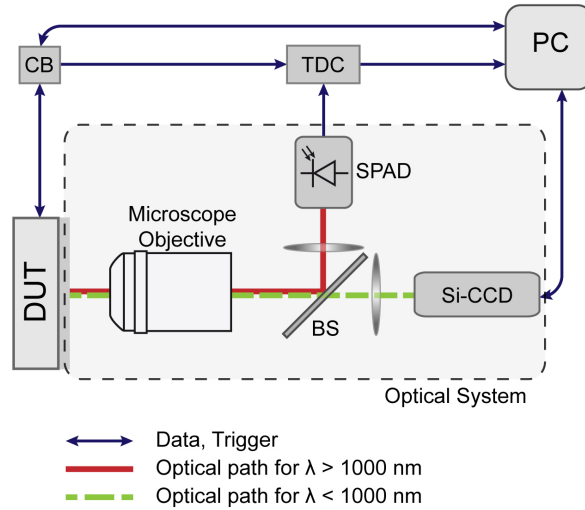 PC
CB
TDC
SPAD
Microscope
Objective
DUT
Si-CCD
BS
Optical System
Data, Trigger
Optical path for λ > 1000 nm
Optical path for λ < 1000 nm